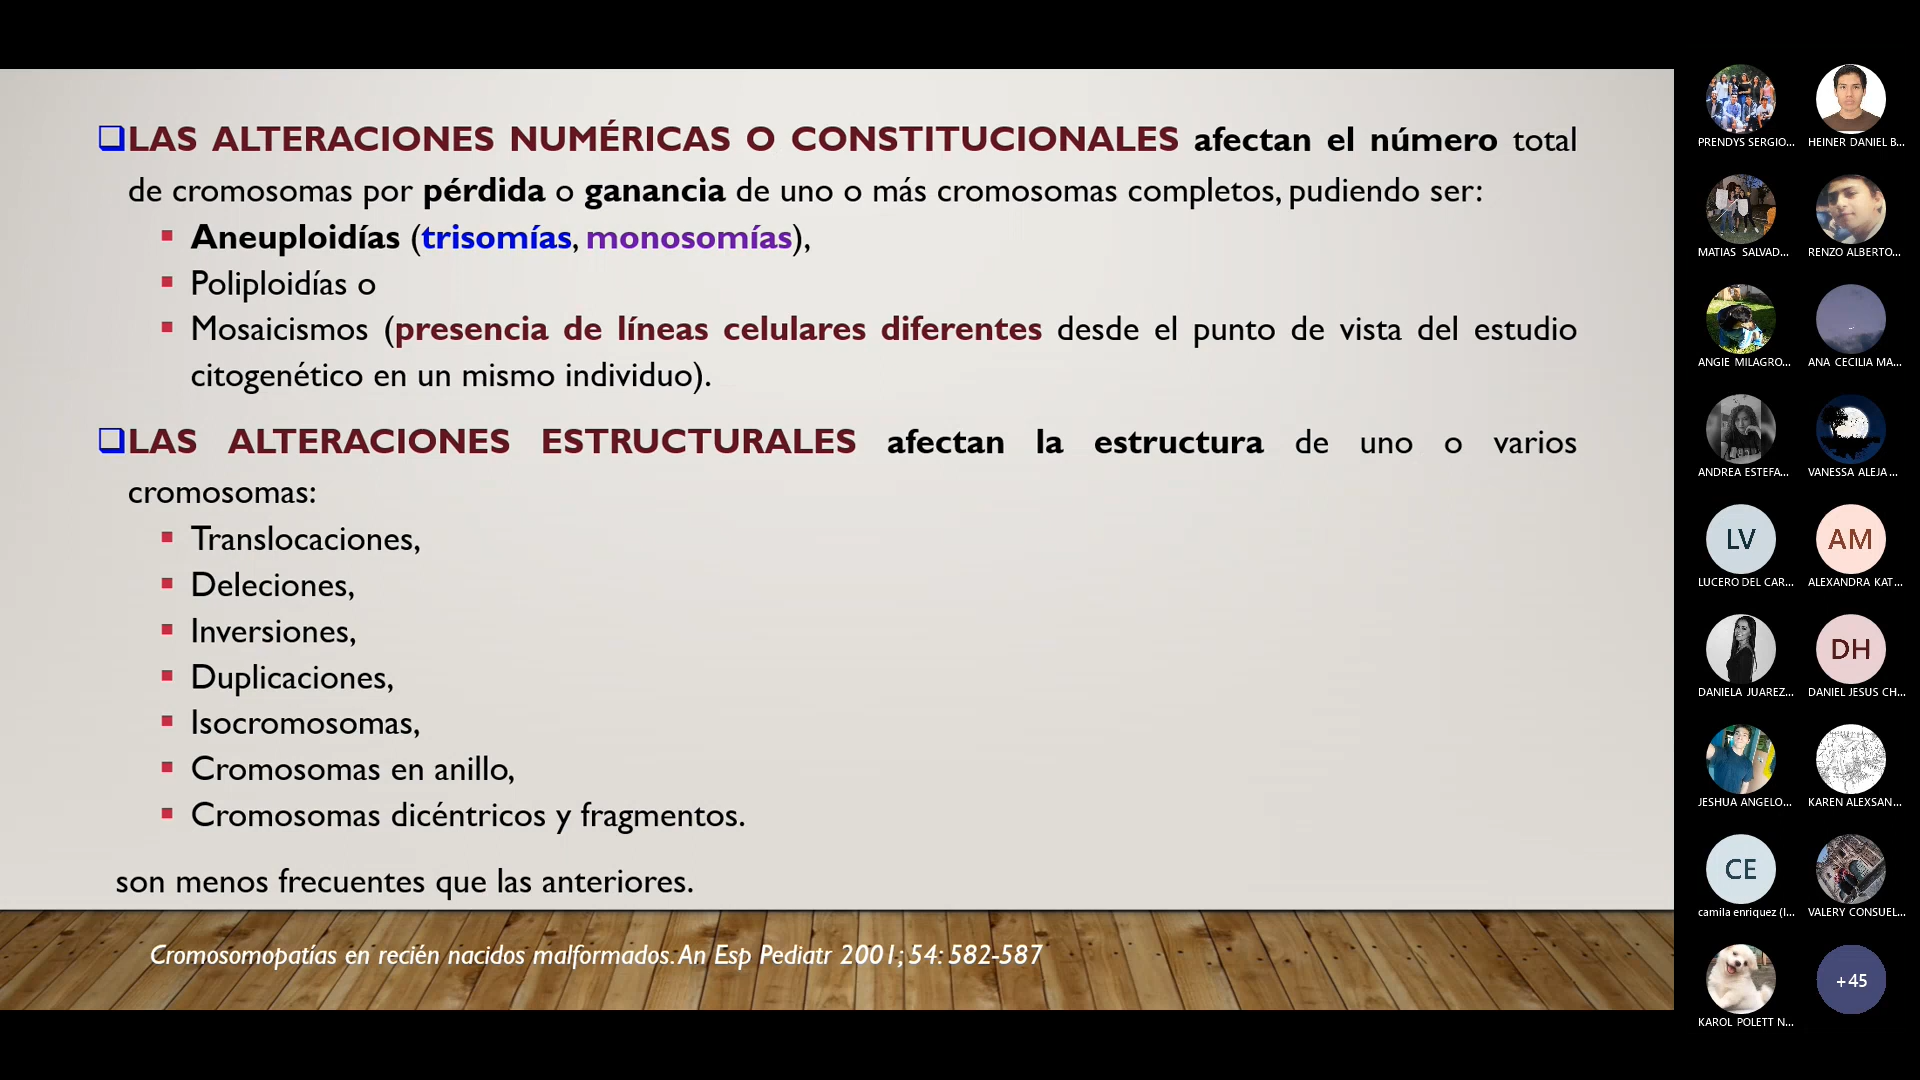 LAS ALTERACIONES NUMÉRICAS O CONSTITUCIONALES afectan el número total
de cromosomas por pérdida o ganancia de uno o más cromosomas completos, pudiendo ser:
Aneuploidías (trisomías, monosomías),
Poliploidías o
Mosaicismos (presencia de líneas celulares diferentes desde el punto de vista del estudio
citogenético en un mismo individuo).
LAS ALTERACIONES ESTRUCTURALES afectan la estructura de uno o varios
cromosomas:
Translocaciones,
Deleciones,
Inversiones,
Duplicaciones,
Isocromosomas,
Cromosomas en anillo,
Cromosomas dicéntricos y fragmentos.
son menos frecuentes que las anteriores.
Cromosomopatías en recién nacidos malformados. An Esp Pediatr 2001; 54: 582-587
PRENDYS SERGIO...
HEINER DANIEL B...
MATIAS SALVAD...
RENZO ALBERTO...
ANGIE MILAGRO...
ANA CECILIA MA...
ANDREA ESTEFA...
VANESSA ALEJA...
LV
AM
LUCERO DEL CAR...
ALEXANDRA KAT...
DH
DANIELA JUAREZ...
DANIEL JESUS CH...
JESHUA ANGELO...
KAREN ALEXSAN...
CE
camila enriquez (I...
VALERY CONSUEL...
+45
KAROL POLETT N...